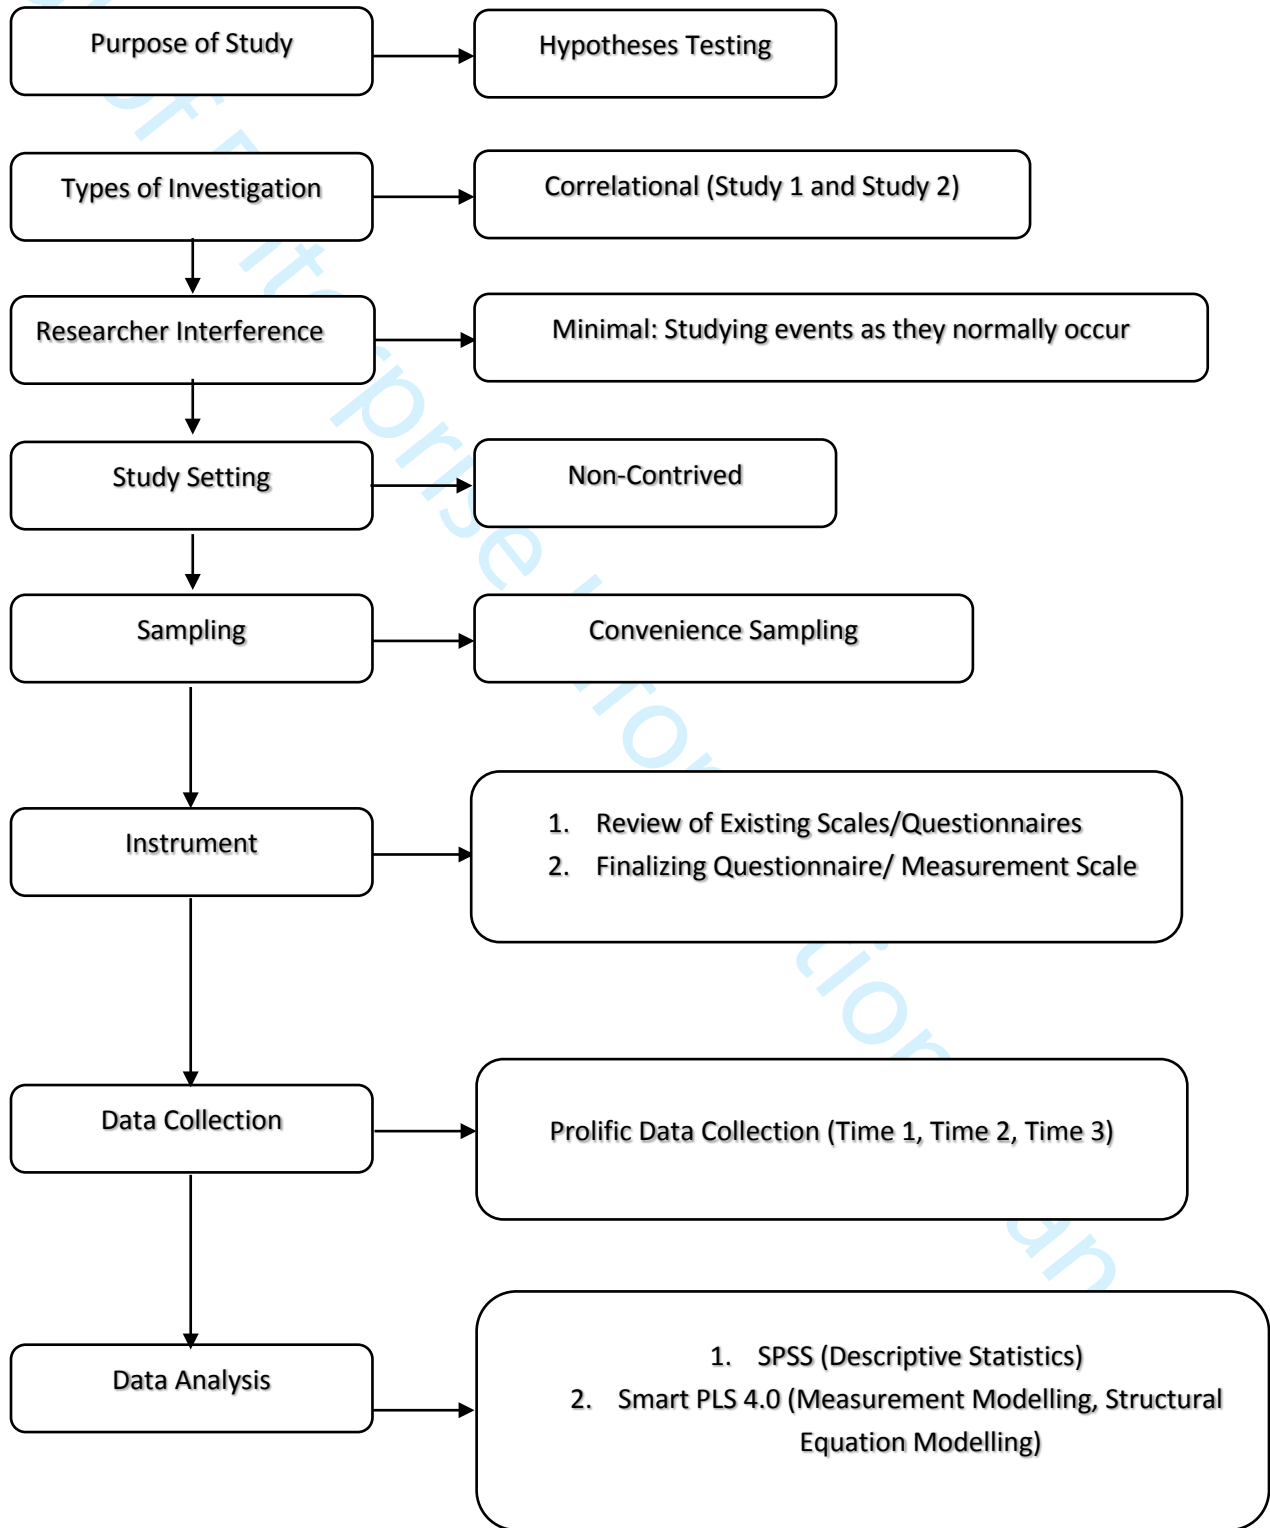 Purpose of Study
Hypotheses Testing
Types of Investigation
Correlational (Study 1 and Study 2)
Researcher Interference
Minimal: Studying events as they normally occur
Study Setting
Non-Contrived
Sampling
Convenience Sampling
Instrument
1. Review of Existing Scales/Questionnaires
2. Finalizing Questionnaire/ Measurement Scale
Data Collection
Prolific Data Collection (Time 1, Time 2, Time 3)
Data Analysis
1. SPSS (Descriptive Statistics)
2. Smart PLS 4.0 (Measurement Modelling, Structural
Equation Modelling)